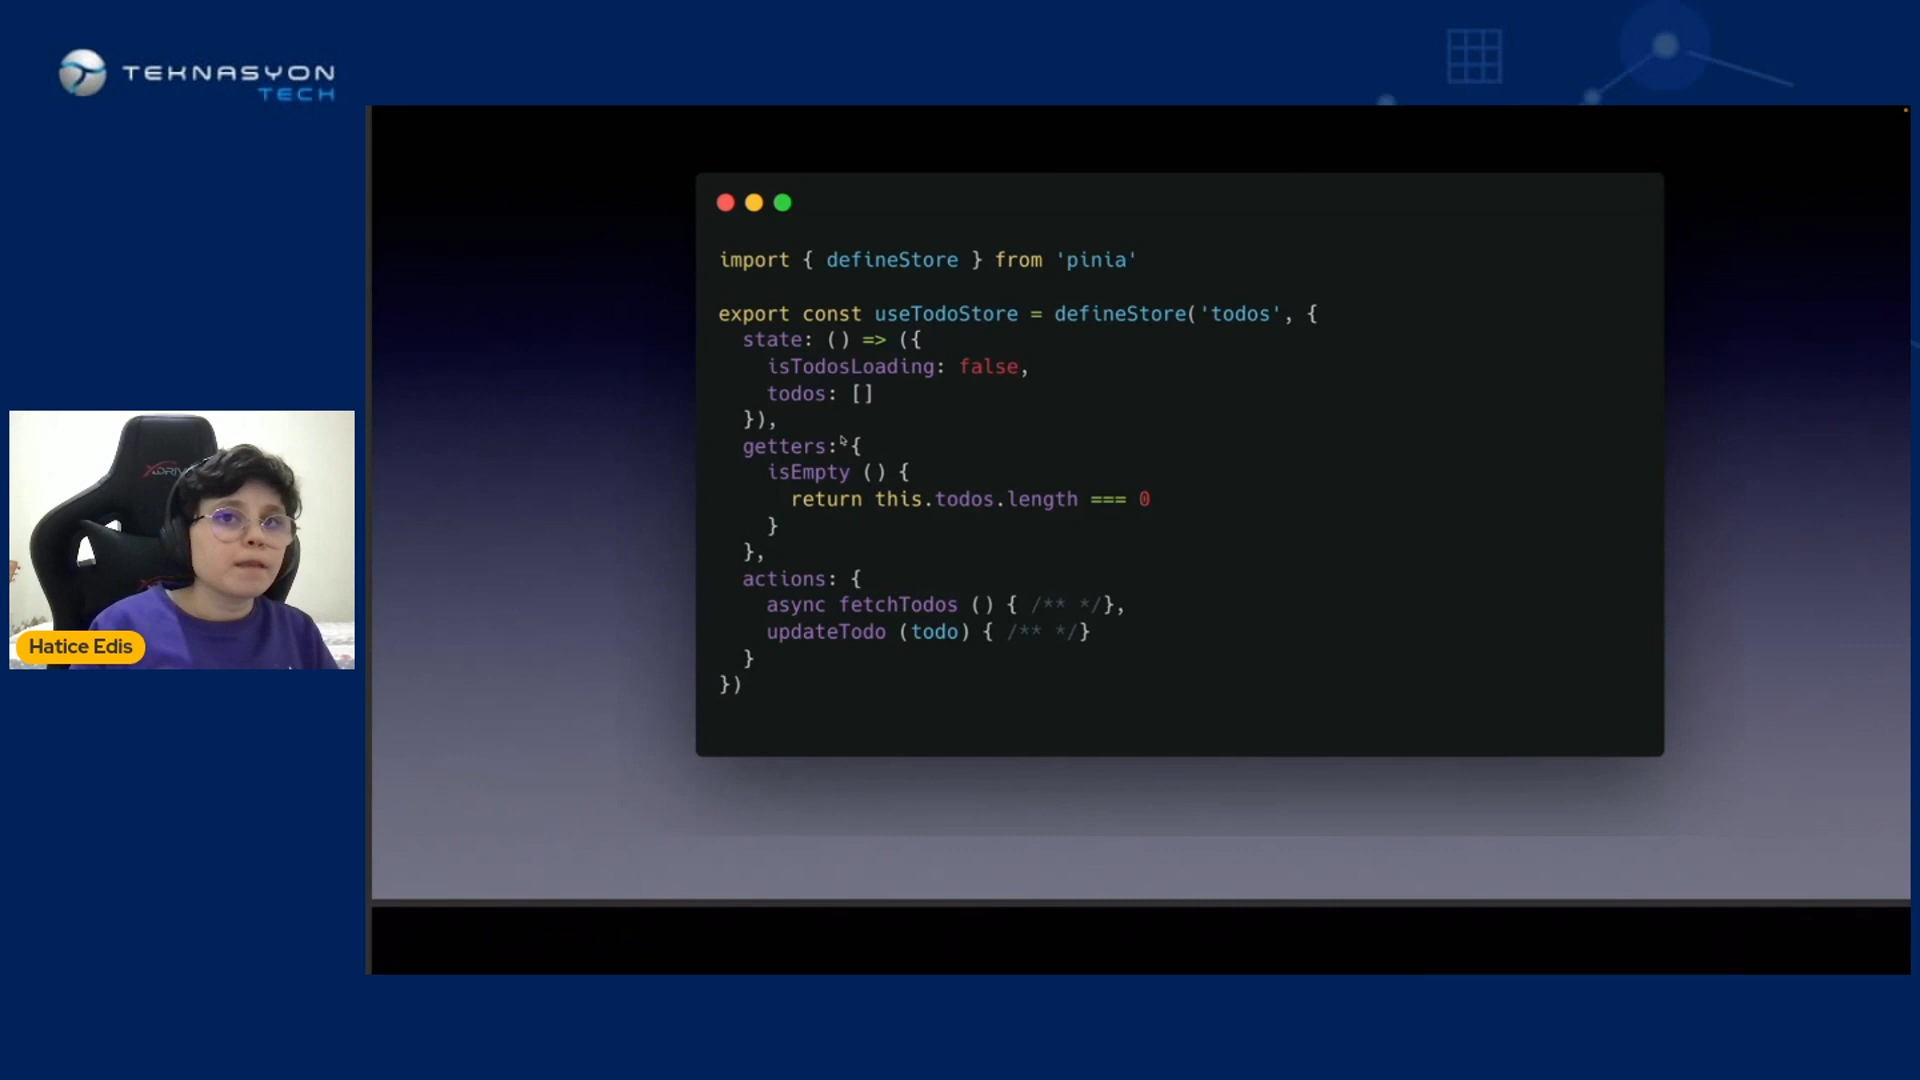 TEKNASYON
TECH
import { defineStore } from 'pinia'
export const useTodoStore = defineStore('todos', {
  state: () => ({
    isTodosLoading: false,
    todos: []
  }),
  getters: {
    isEmpty () {
      return this.todos.length === 0
    }
  },
  actions: {
    async fetchTodos () { /** */},
    updateTodo (todo) { /** */}
  }
})
Hatice Edis